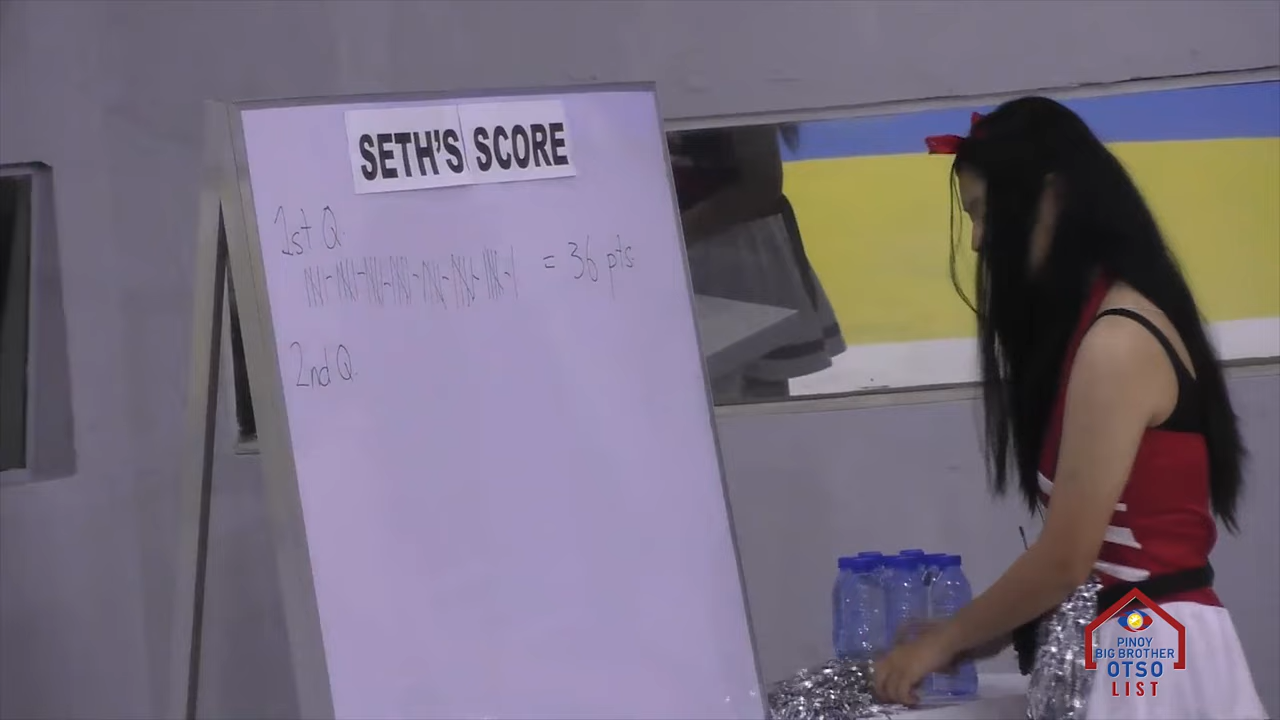 SETH'S SCORE
1st Q.
= 36 pts.
2nd Q.
PINOY
BIG BROTHER
OTSO
LIST